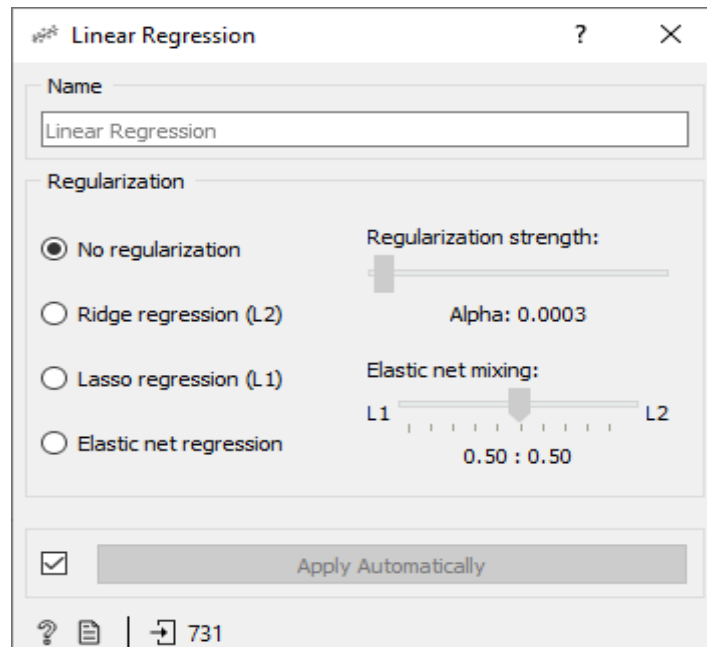 Linear Regression ?
Name
Linear Regression
Regularization
No regularization
Ridge regression (L2)
Lasso regression (L1)
Elastic net regression
Regularization strength:
Alpha: 0.0003
Elastic net mixing:
L1 L2
0.50 : 0.50
Apply Automatically
? 731